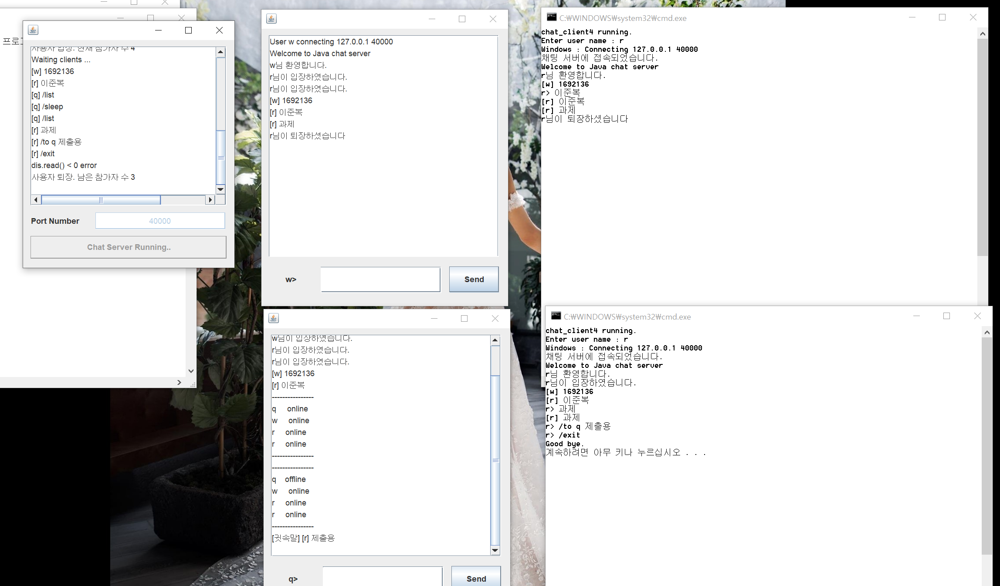 프로
사용자 입장. 현재 참가자 수 4
Waiting clients ...
[w] 1692136
[r] 이준복
[q] /list
[q] /sleep
[q] /list
[r] 과제
[r] /to q 제출용
[r] /exit
dis.read() < 0 error
사용자 퇴장. 남은 참가자 수 3
Port Number
40000
Chat Server Running..
User w connecting 127.0.0.1 40000
Welcome to Java chat server
w님 환영합니다.
r님이 입장하였습니다.
r님이 입장하였습니다.
[w] 1692136
[r] 이준복
[r] 과제
r님이 퇴장하셨습니다
w>
Send
w님이 입장하였습니다.
r님이 입장하였습니다.
r님이 입장하였습니다.
[w] 1692136
[r] 이준복
----------------
q online
w online
r online
r online
----------------
----------------
q offline
w online
r online
r online
----------------
[귓속말] [r] 제출용
q>
Send
C:₩WINDOWS₩system32₩cmd.exe
chat_client4 running.
Enter user name : r
Windows : Connecting 127.0.0.1 40000
채팅 서버에 접속되었습니다.
Welcome to Java chat server
r님 환영합니다.
[w] 1692136
r> 이준복
[r] 이준복
[r] 과제
r님이 퇴장하셨습니다
C:₩WINDOWS₩system32₩cmd.exe
chat_client4 running.
Enter user name : r
Windows : Connecting 127.0.0.1 40000
채팅 서버에 접속되었습니다.
Welcome to Java chat server
r님 환영합니다.
r님이 입장하였습니다.
[w] 1692136
[r] 이준복
r> 과제
[r] 과제
r> /to q 제출용
r> /exit
Good bye.
계속하려면 아무 키나 누르십시오 . . .